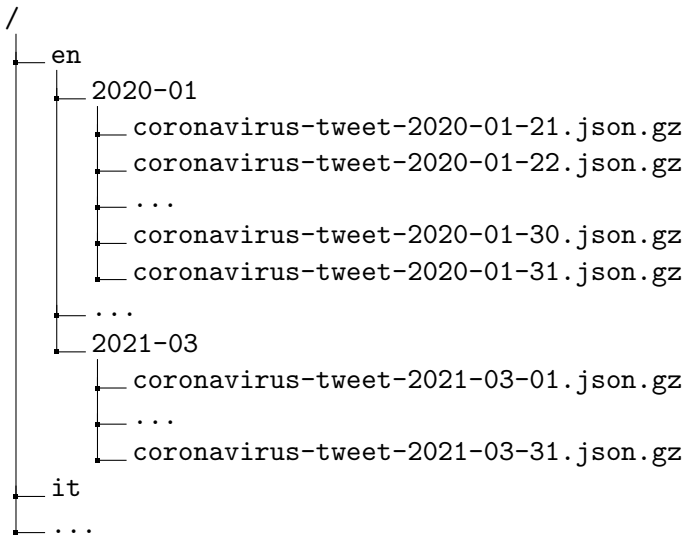 /
en
2020-01
coronavirus-tweet-2020-01-21.json.gz
coronavirus-tweet-2020-01-22.json.gz
...
coronavirus-tweet-2020-01-30.json.gz
coronavirus-tweet-2020-01-31.json.gz
...
2021-03
coronavirus-tweet-2021-03-01.json.gz
...
coronavirus-tweet-2021-03-31.json.gz
it
...